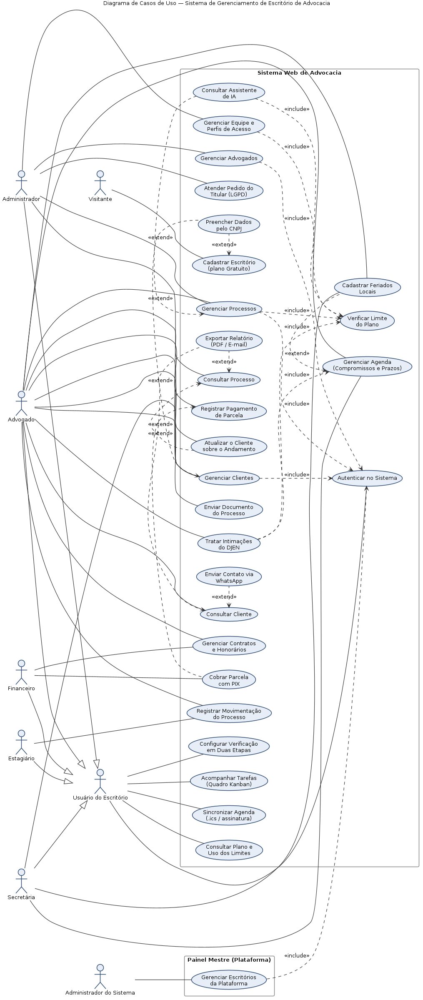 Diagrama de Casos de Uso — Sistema de Gerenciamento de Escritório de Advocacia
Sistema Web de Advocacia
Consultar Assistente
de IA
«include»
Gerenciar Equipe e
Perfis de Acesso
«include»
Gerenciar Advogados
Administrador
Visitante
Atender Pedido do
Titular (LGPD)
«include»
Preencher Dados
pelo CNPJ
«extend»
«extend»
Cadastrar Escritório
(plano Gratuito)
Cadastrar Feriados
Locais
«extend»
Gerenciar Processos
«include»
Verificar Limite
do Plano
«include»
Exportar Relatório
(PDF / E-mail)
«extend»
«extend»
Gerenciar Agenda
(Compromissos e Prazos)
«include»
«extend»
Consultar Processo
Advogado
«include»
Registrar Pagamento
de Parcela
«extend»
«extend»
Atualizar o Cliente
sobre o Andamento
Gerenciar Clientes
«include»
Autenticar no Sistema
Enviar Documento
do Processo
Tratar Intimações
do DJEN
Enviar Contato via
WhatsApp
«extend»
Consultar Cliente
Gerenciar Contratos
e Honorários
Financeiro
Cobrar Parcela
com PIX
Registrar Movimentação
do Processo
Estagiário
Configurar Verificação
em Duas Etapas
Acompanhar Tarefas
(Quadro Kanban)
Usuário do Escritório
Sincronizar Agenda
(.ics / assinatura)
Consultar Plano e
Uso dos Limites
Secretária
«include»
Painel Mestre (Plataforma)
Gerenciar Escritórios
da Plataforma
Administrador do Sistema